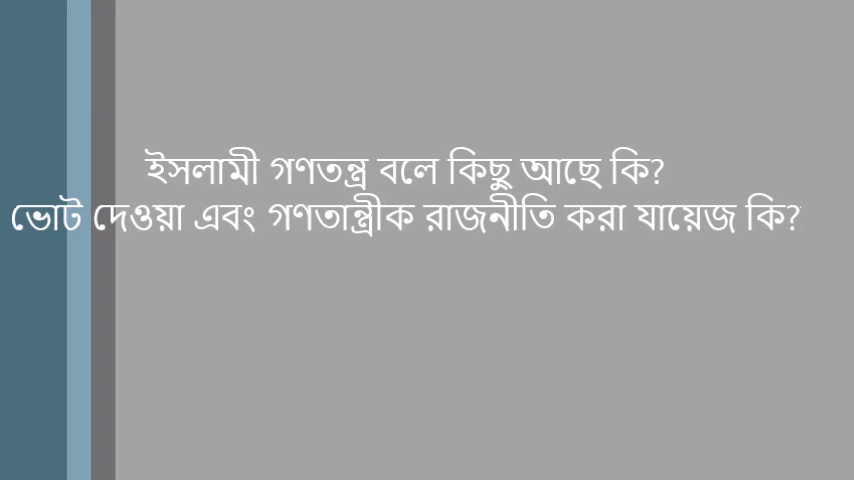 ইসলামী গণতন্ত্র বলে কিছু আছে কি?
ভোট দেওয়া এবং গণতান্ত্রীক রাজনীতি করা যায়েজ কি?